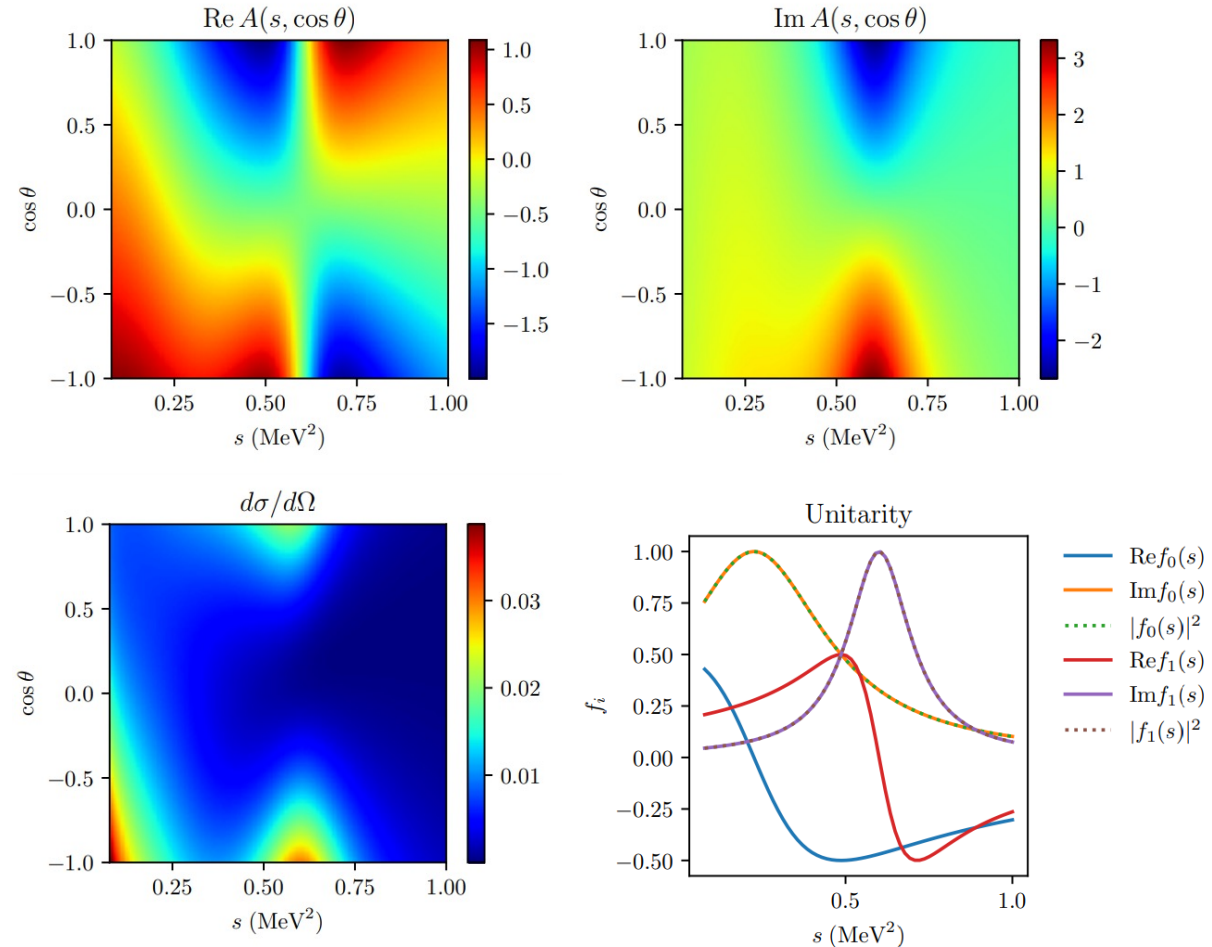 Re A(s, cos θ)
1.0
0.5
0.0
−0.5
−1.0
cos θ
0.25 0.50 0.75 1.00
s (MeV²)
1.0
0.5
0.0
−0.5
−1.0
−1.5
Im A(s, cos θ)
1.0
0.5
0.0
−0.5
−1.0
cos θ
0.25 0.50 0.75 1.00
s (MeV²)
3
2
1
0
−1
−2
dσ/dΩ
1.0
0.5
0.0
−0.5
−1.0
cos θ
0.25 0.50 0.75 1.00
s (MeV²)
0.03
0.02
0.01
Unitarity
1.00
0.75
0.50
0.25
0.00
−0.25
−0.50
fᵢ
0.5 1.0
s (MeV²)
Ref₀(s)
Imf₀(s)
|f₀(s)|²
Ref₁(s)
Imf₁(s)
|f₁(s)|²